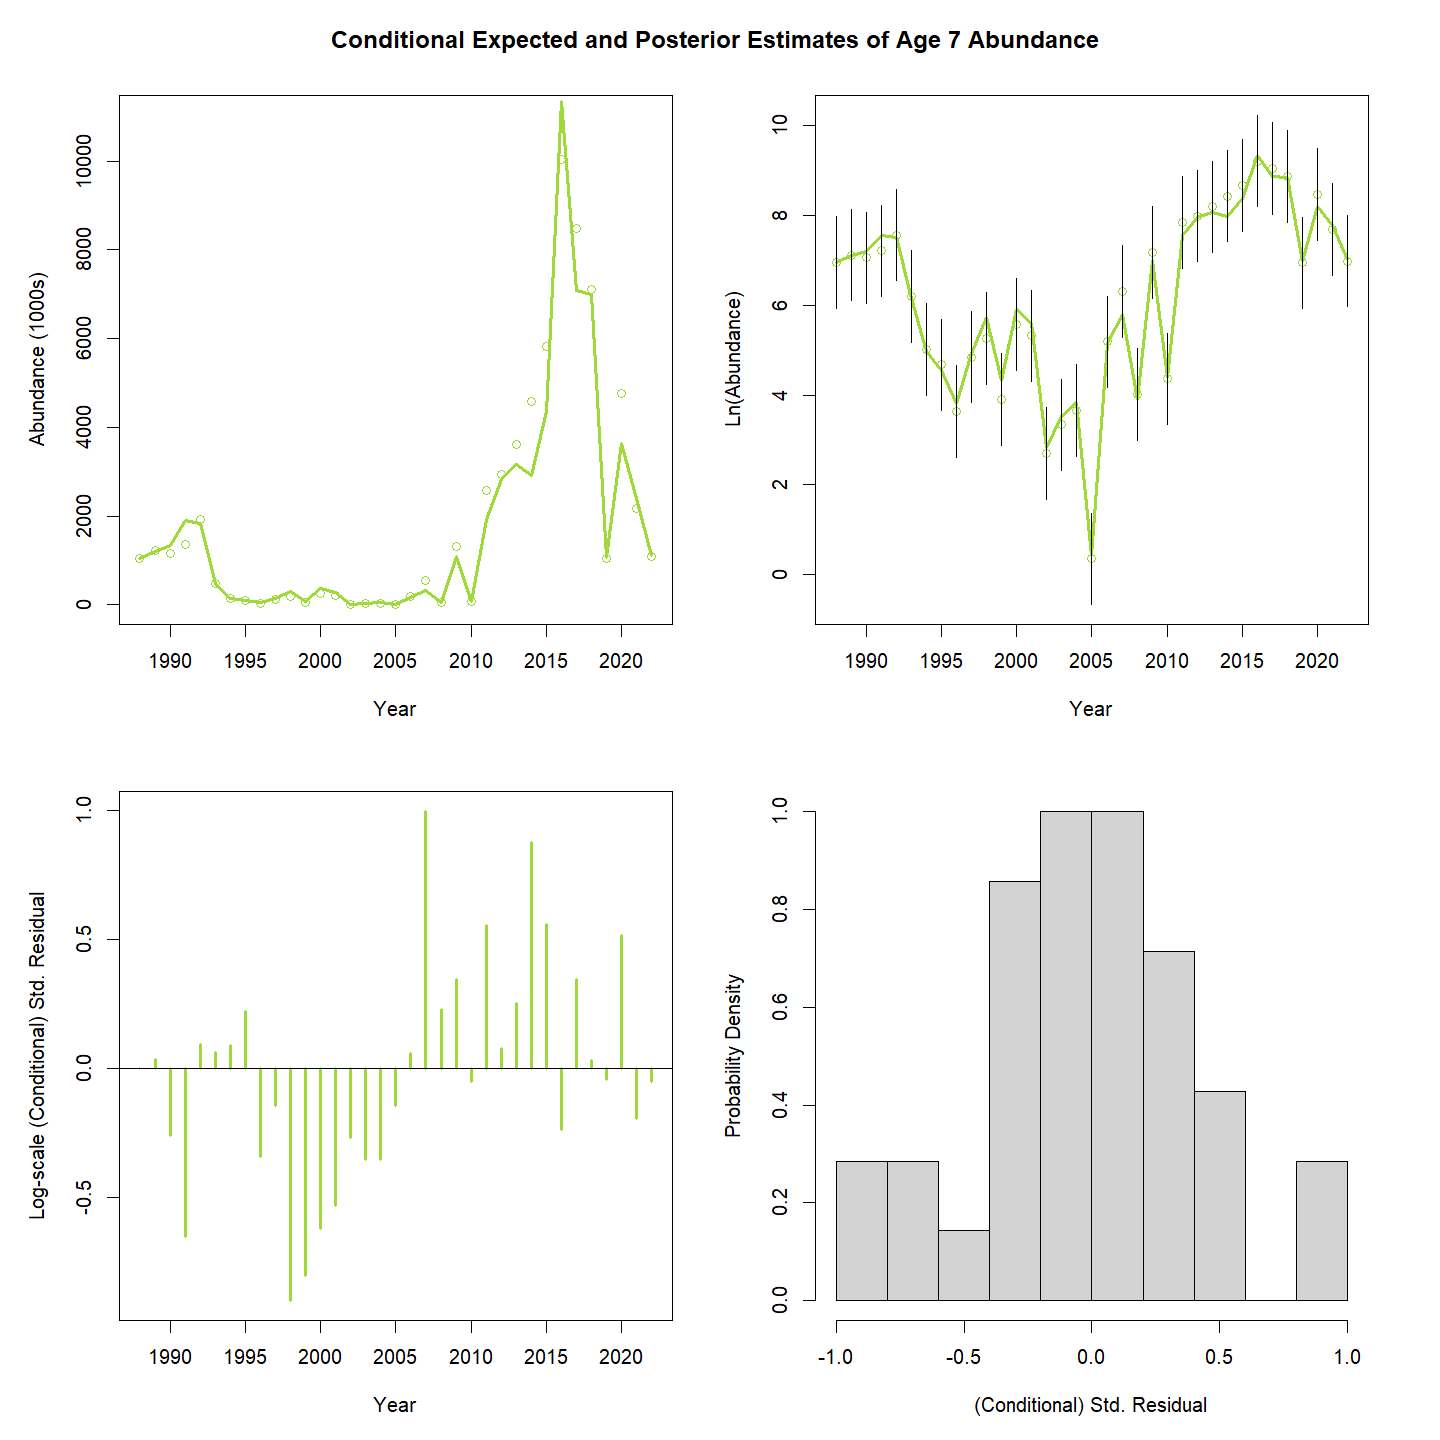 Conditional Expected and Posterior Estimates of Age 7 Abundance
Abundance (1000s)
0 2000 4000 6000 8000 10000
1990 1995 2000 2005 2010 2015 2020
Year
Ln(Abundance)
0 2 4 6 8 10
1990 1995 2000 2005 2010 2015 2020
Year
Log-scale (Conditional) Std. Residual
-0.5 0.0 0.5 1.0
1990 1995 2000 2005 2010 2015 2020
Year
Probability Density
0.0 0.2 0.4 0.6 0.8 1.0
-1.0 -0.5 0.0 0.5 1.0
(Conditional) Std. Residual